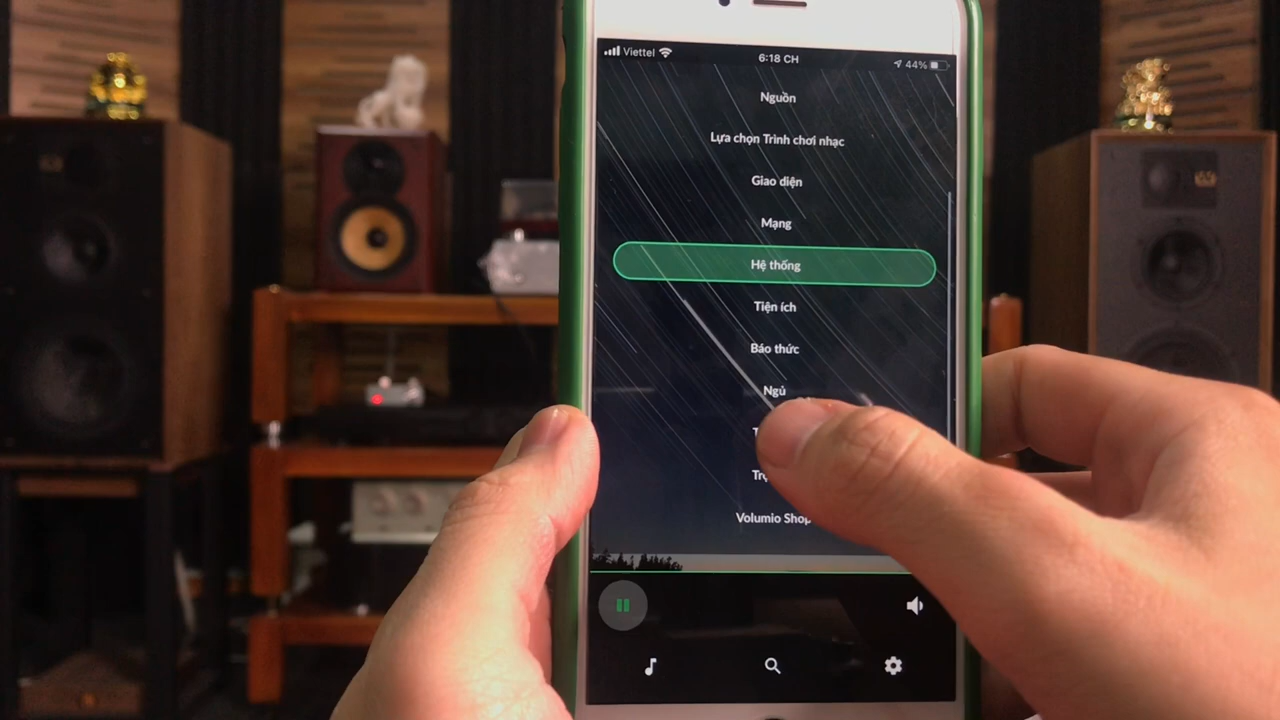 Viettel 6:18 CH 44%
Nguồn
Lựa chọn Trình chơi nhạc
Giao diện
Mạng
Hệ thống
Tiện ích
Báo thức
Ngủ
Volumio Shop